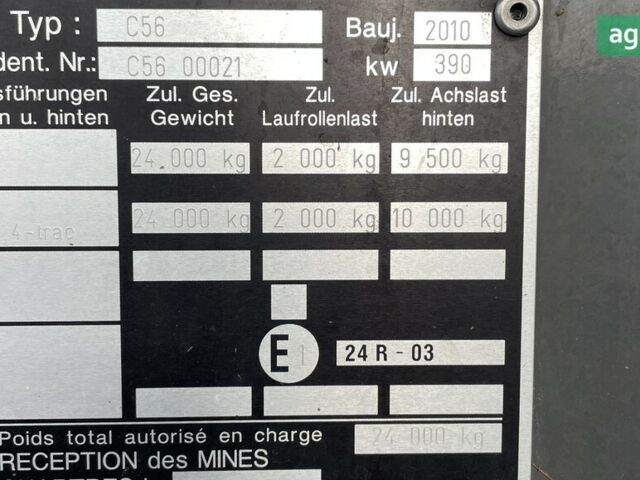 Typ : C56 Bauj. 2010 ag
dent. Nr.: C56 00021 kw 390
sführungen Zul. Ges. Zul. Zul. Achslast
n u. hinten Gewicht Laufrollenlast hinten
24.000 kg 2 000 kg 9 500 kg
4-trac 24 000 kg 2 000 kg 10 000 kg
E 1 24 R - 03
Poids total autorisé en charge 24 000 kg
RECEPTION des MINES